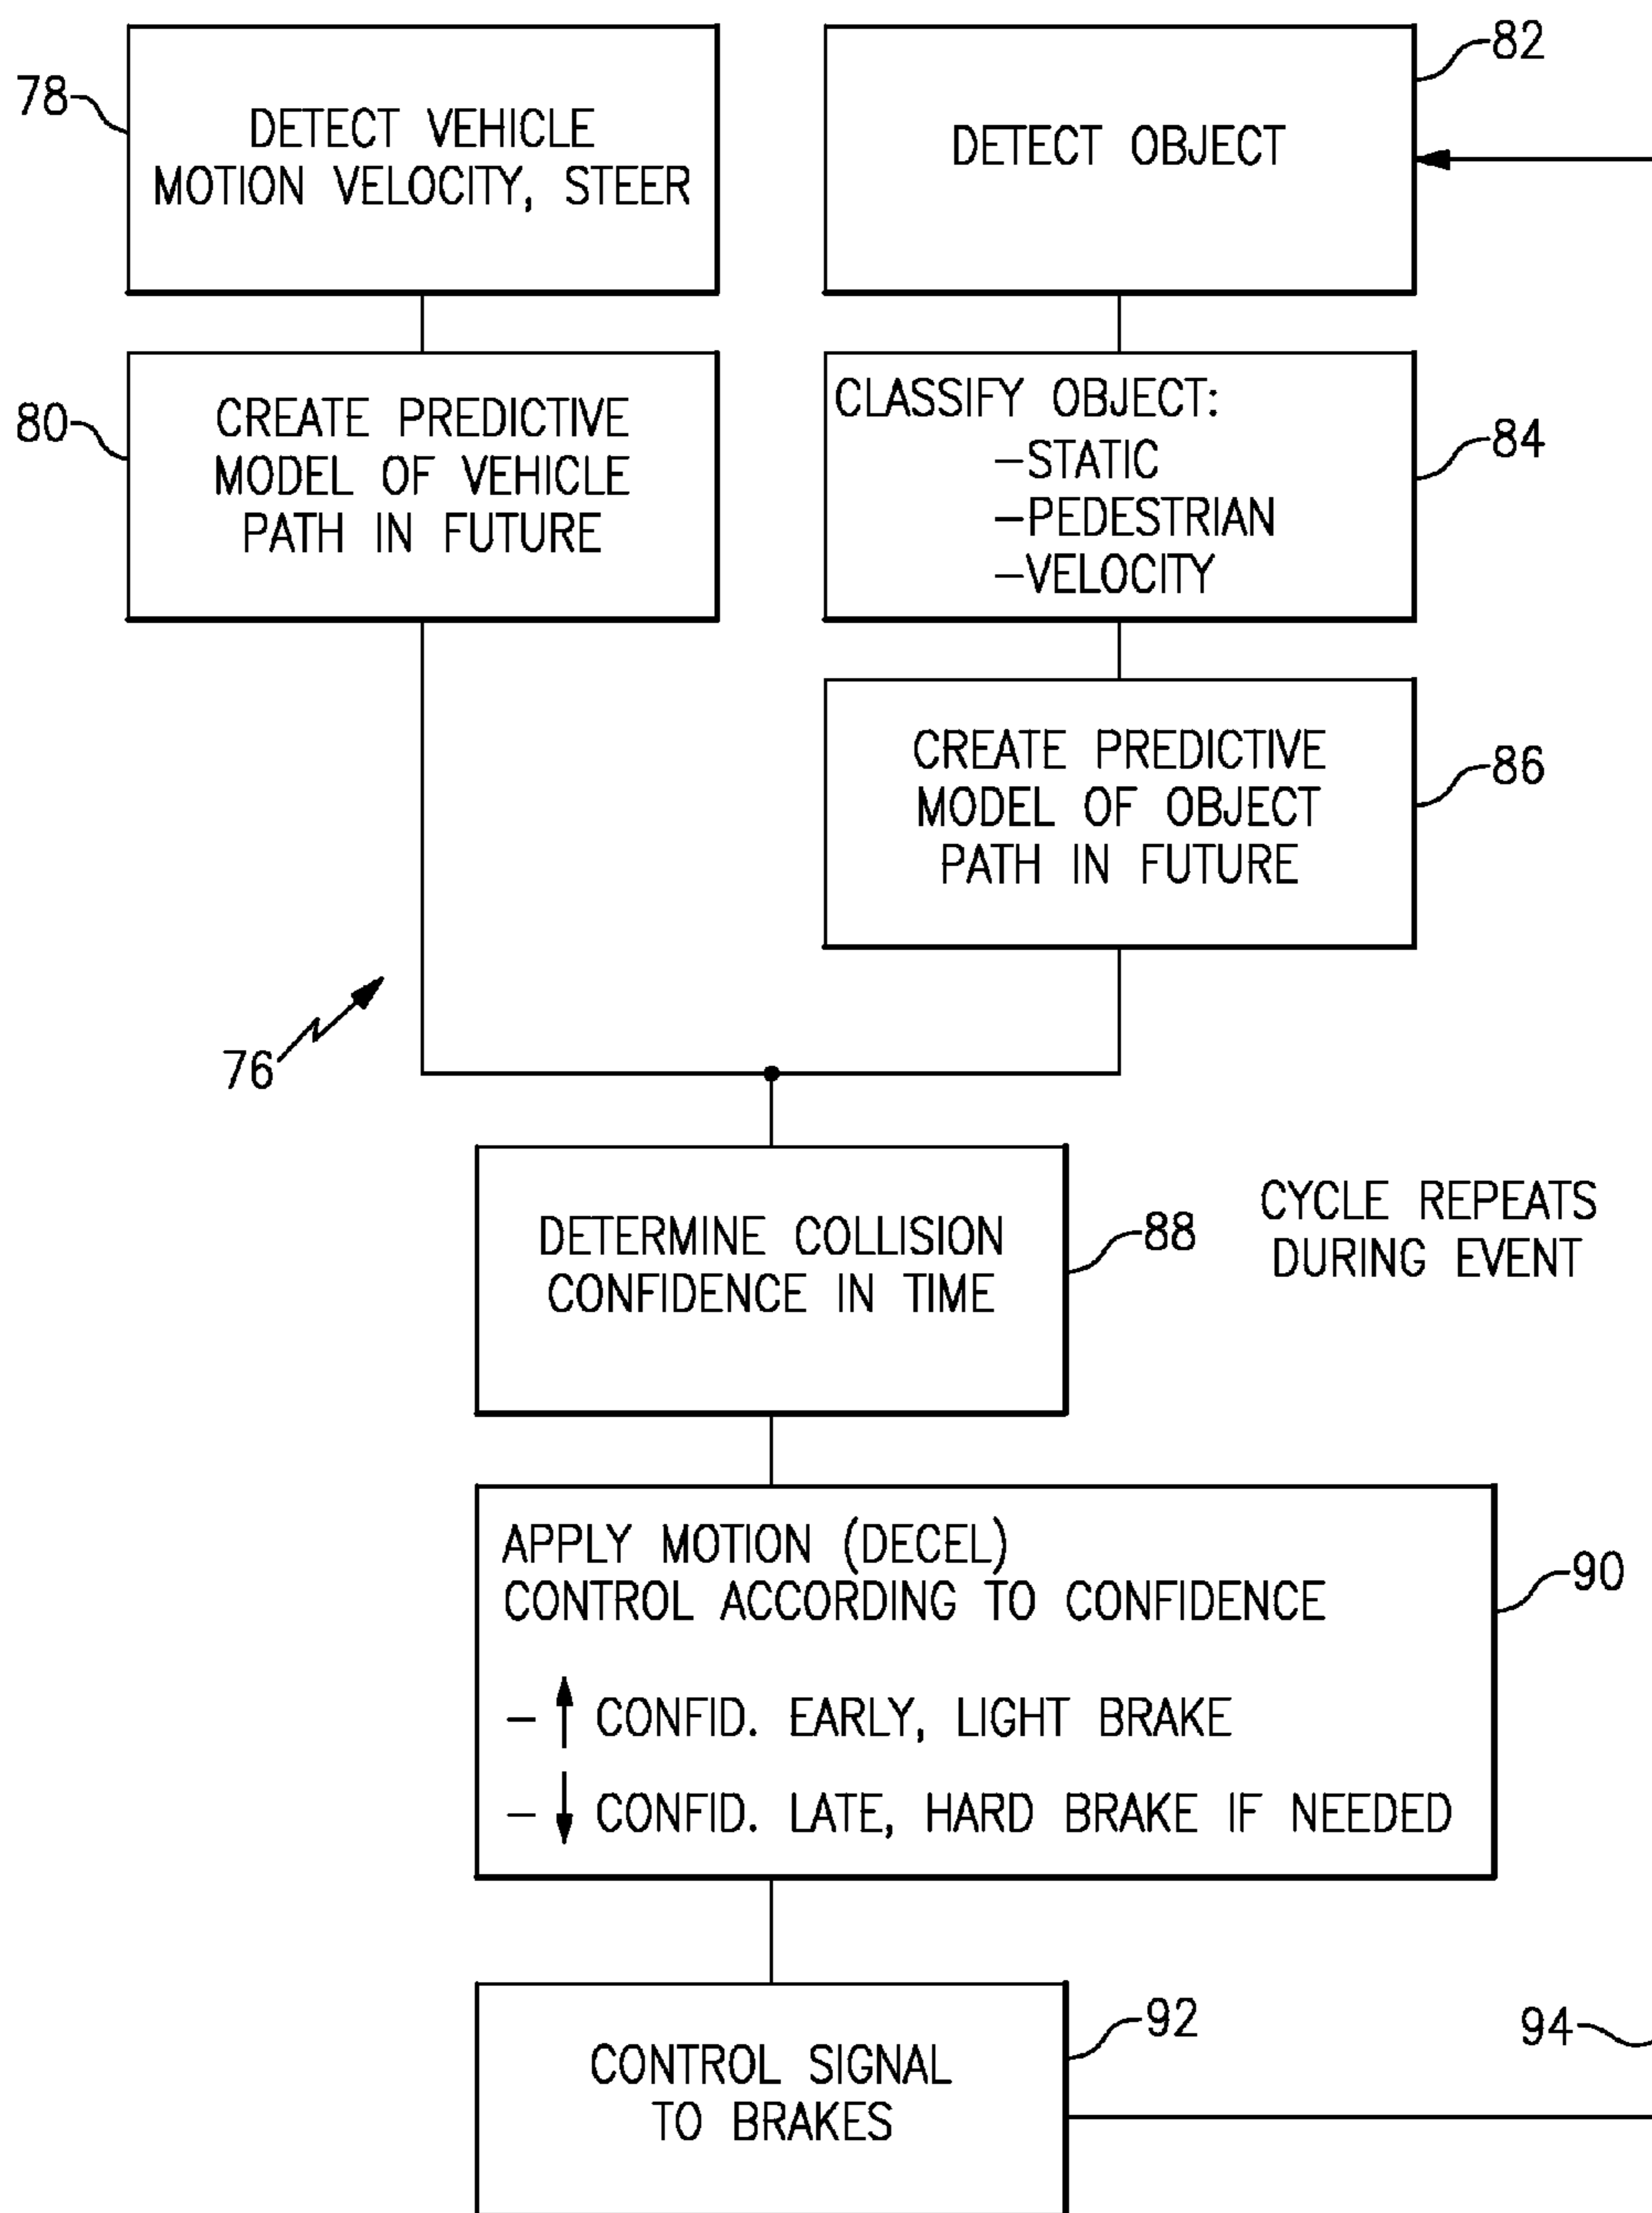 78
DETECT VEHICLE
MOTION VELOCITY, STEER
82
DETECT OBJECT
80
CREATE PREDICTIVE
MODEL OF VEHICLE
PATH IN FUTURE
84
CLASSIFY OBJECT:
-STATIC
-PEDESTRIAN
-VELOCITY
86
CREATE PREDICTIVE
MODEL OF OBJECT
PATH IN FUTURE
76
88
DETERMINE COLLISION
CONFIDENCE IN TIME
CYCLE REPEATS
DURING EVENT
90
APPLY MOTION (DECEL)
CONTROL ACCORDING TO CONFIDENCE
- ↑ CONFID. EARLY, LIGHT BRAKE
- ↓ CONFID. LATE, HARD BRAKE IF NEEDED
92
CONTROL SIGNAL
TO BRAKES
94